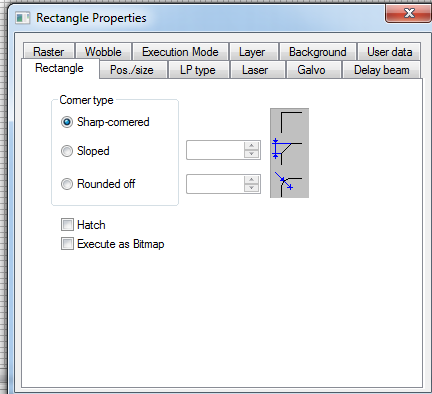 Rectangle Properties
Raster Wobble Execution Mode Layer Background User data
Rectangle Pos./size LP type Laser Galvo Delay beam
Corner type
Sharp-cornered
Sloped
Rounded off
Hatch
Execute as Bitmap